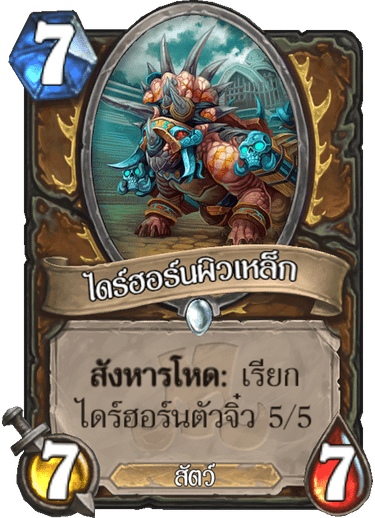 7
ไดร์ฮอร์นผิวเหล็ก
สังหารโหด: เรียก
ไดร์ฮอร์นตัวจิ๋ว 5/5
7
สัตว์
7